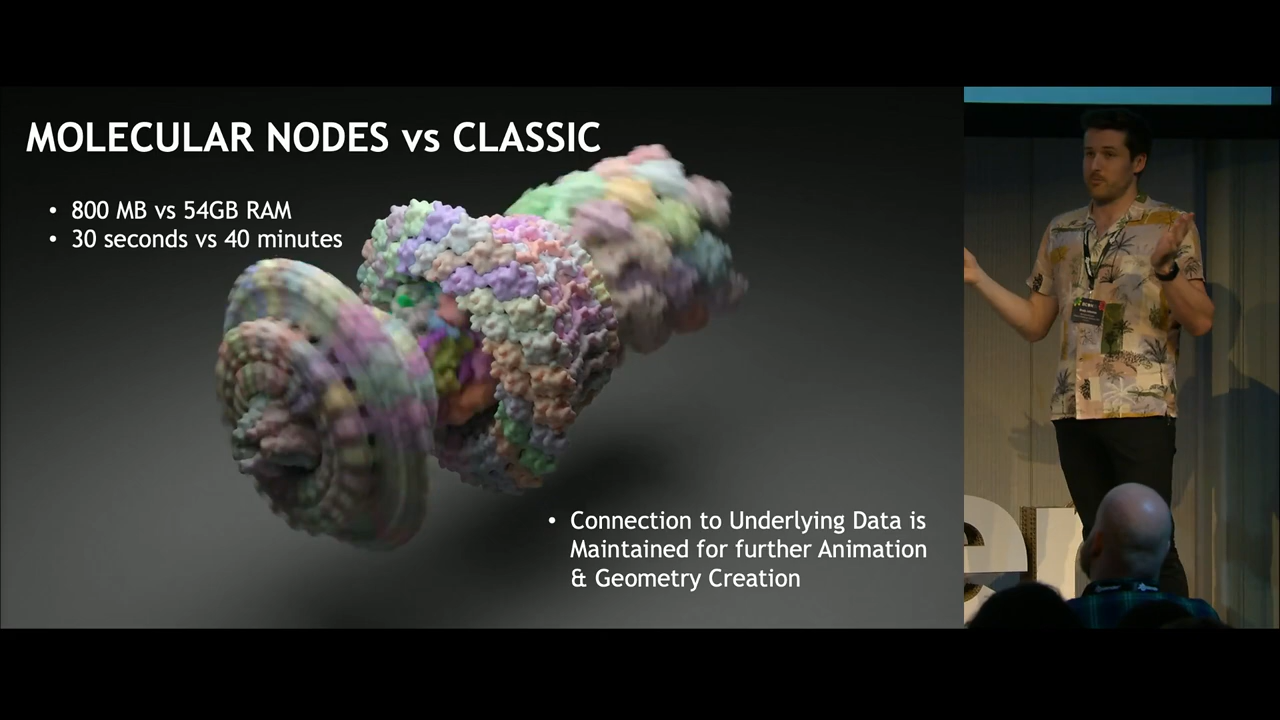 MOLECULAR NODES vs CLASSIC
• 800 MB vs 54GB RAM
• 30 seconds vs 40 minutes
• Connection to Underlying Data is
Maintained for further Animation
& Geometry Creation